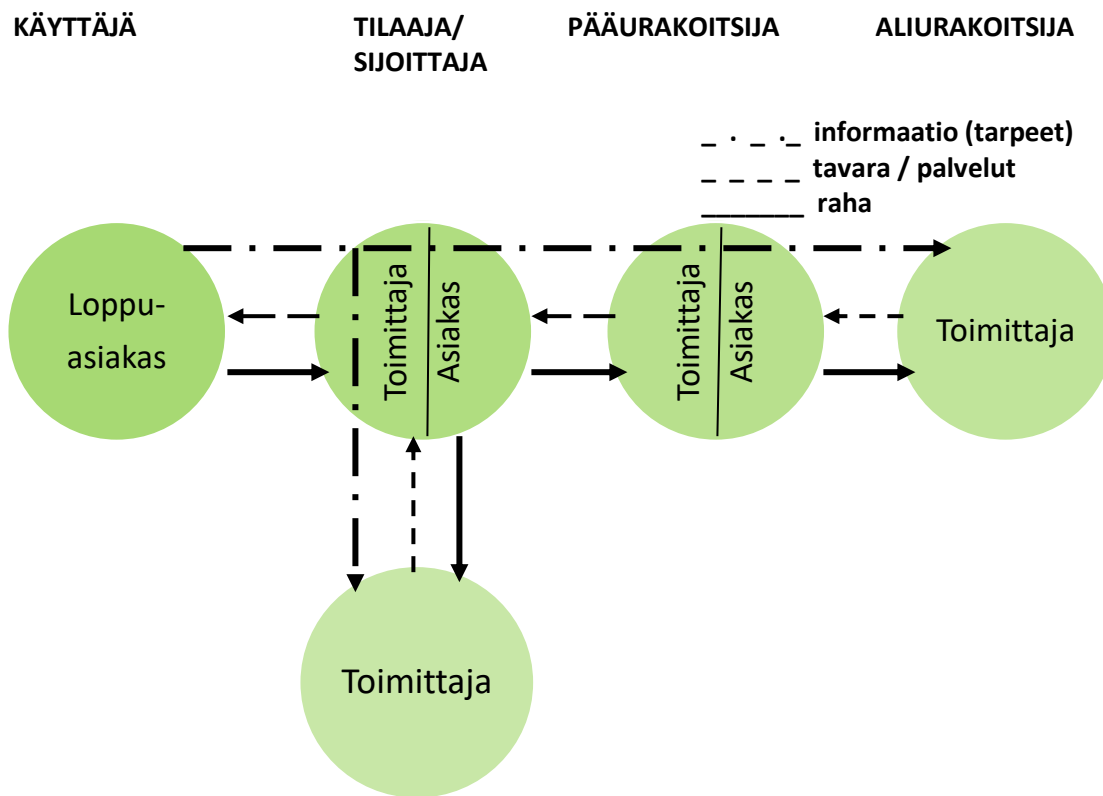 KÄYTTÄJÄ
TILAAJA/
SIJOITTAJA
PÄÄURAKOITSIJA
ALIURAKOITSIJA
informaatio (tarpeet)
tavara / palvelut
raha
Loppu-
asiakas
Toimittaja
Asiakas
Toimittaja
Asiakas
Toimittaja
Toimittaja